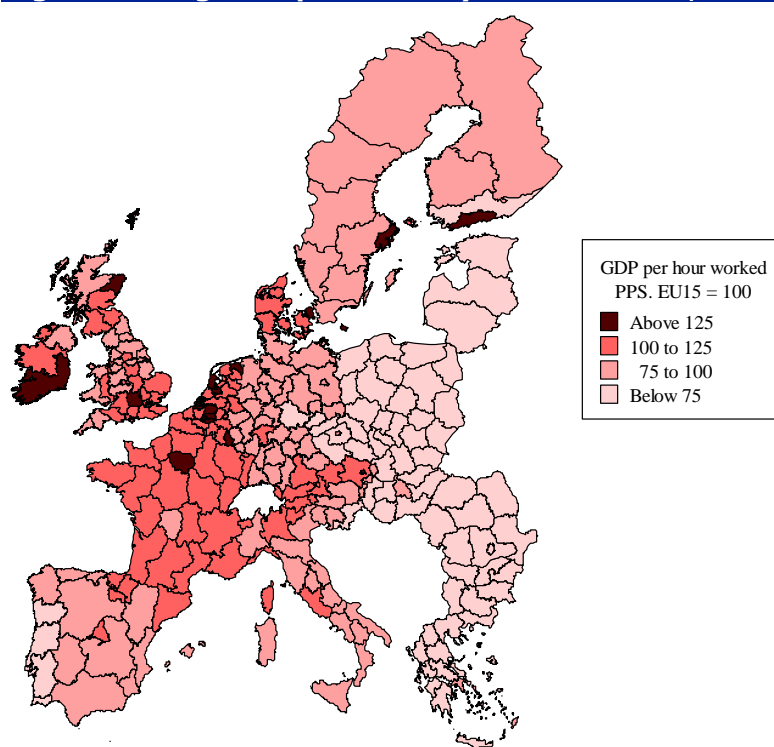 GDP per hour worked
PPS. EU15 = 100
Above 125
100 to 125
75 to 100
Below 75